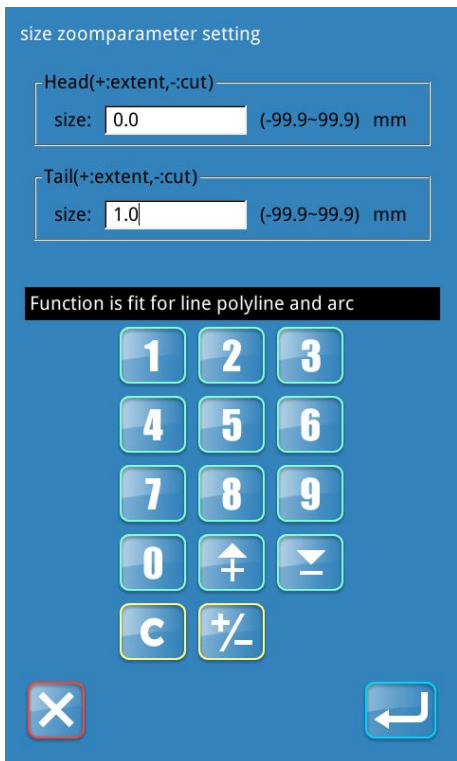 size zoomparameter setting
Head(+:extent,-:cut)
size: 0.0 (-99.9~99.9) mm
Tail(+:extent,-:cut)
size: 1.0 (-99.9~99.9) mm
Function is fit for line polyline and arc
1 2 3
4 5 6
7 8 9
0 + −
C +/−